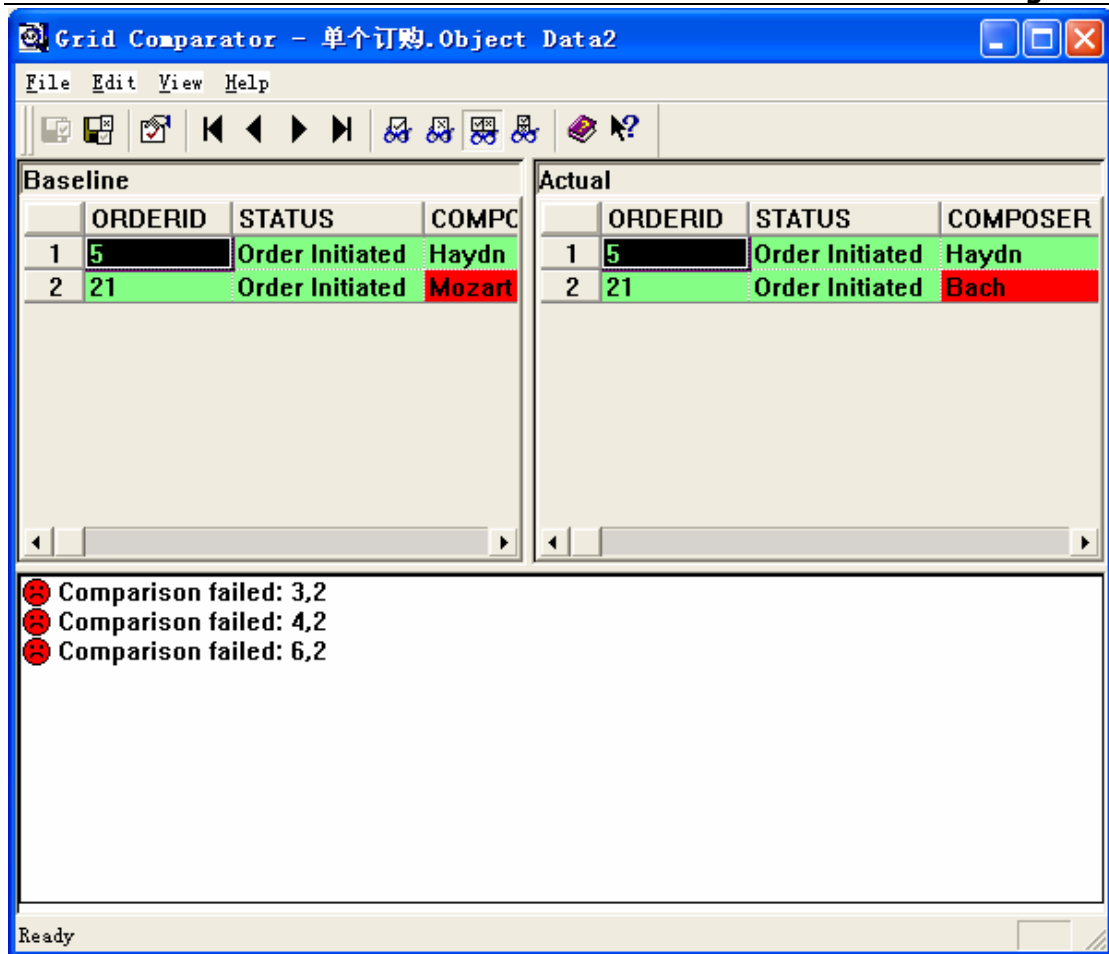 Grid Comparator - 单个订购.Object Data2
File Edit View Help
Baseline
ORDERID STATUS COMPC
1 5 Order Initiated Haydn
2 21 Order Initiated Mozart
Actual
ORDERID STATUS COMPOSER
1 5 Order Initiated Haydn
2 21 Order Initiated Bach
Comparison failed: 3,2
Comparison failed: 4,2
Comparison failed: 6,2
Ready